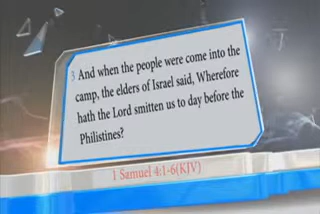 3 And when the people were come into the
camp, the elders of Israel said, Wherefore
hath the Lord smitten us to day before the
Philistines?
1 Samuel 4:1-6(KJV)